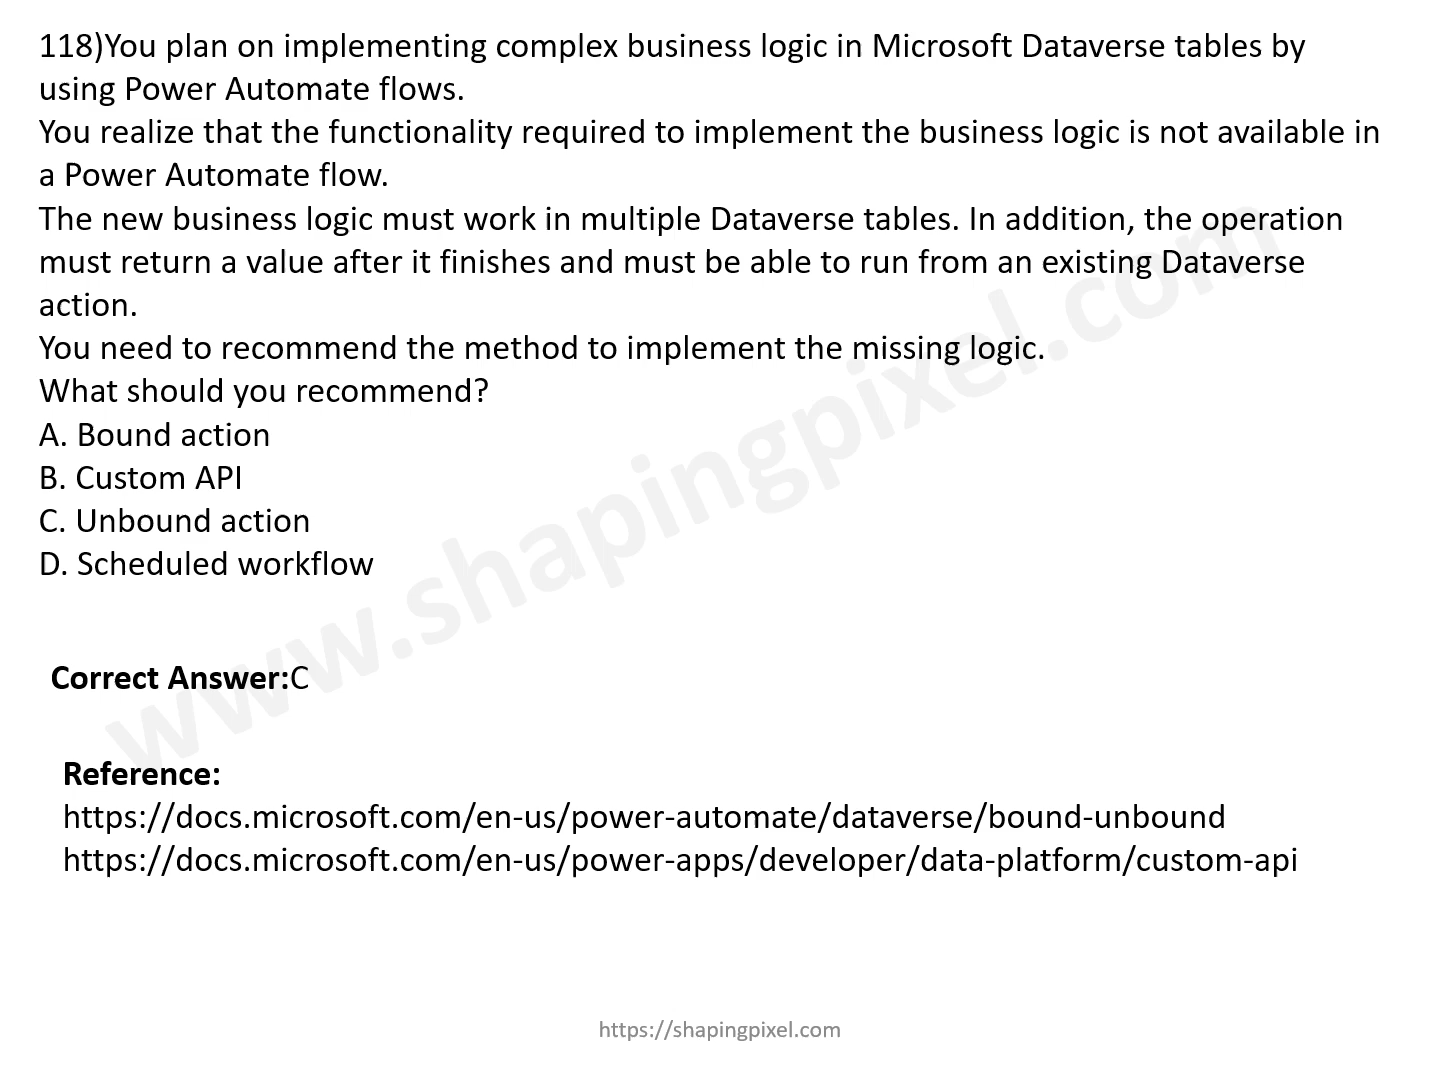 118)You plan on implementing complex business logic in Microsoft Dataverse tables by
using Power Automate flows.
You realize that the functionality required to implement the business logic is not available in
a Power Automate flow.
The new business logic must work in multiple Dataverse tables. In addition, the operation
must return a value after it finishes and must be able to run from an existing Dataverse
action.
You need to recommend the method to implement the missing logic.
What should you recommend?
A. Bound action
B. Custom API
C. Unbound action
D. Scheduled workflow
www.shapingpixel.com
Correct Answer:C
Reference:
https://docs.microsoft.com/en-us/power-automate/dataverse/bound-unbound
https://docs.microsoft.com/en-us/power-apps/developer/data-platform/custom-api
https://shapingpixel.com